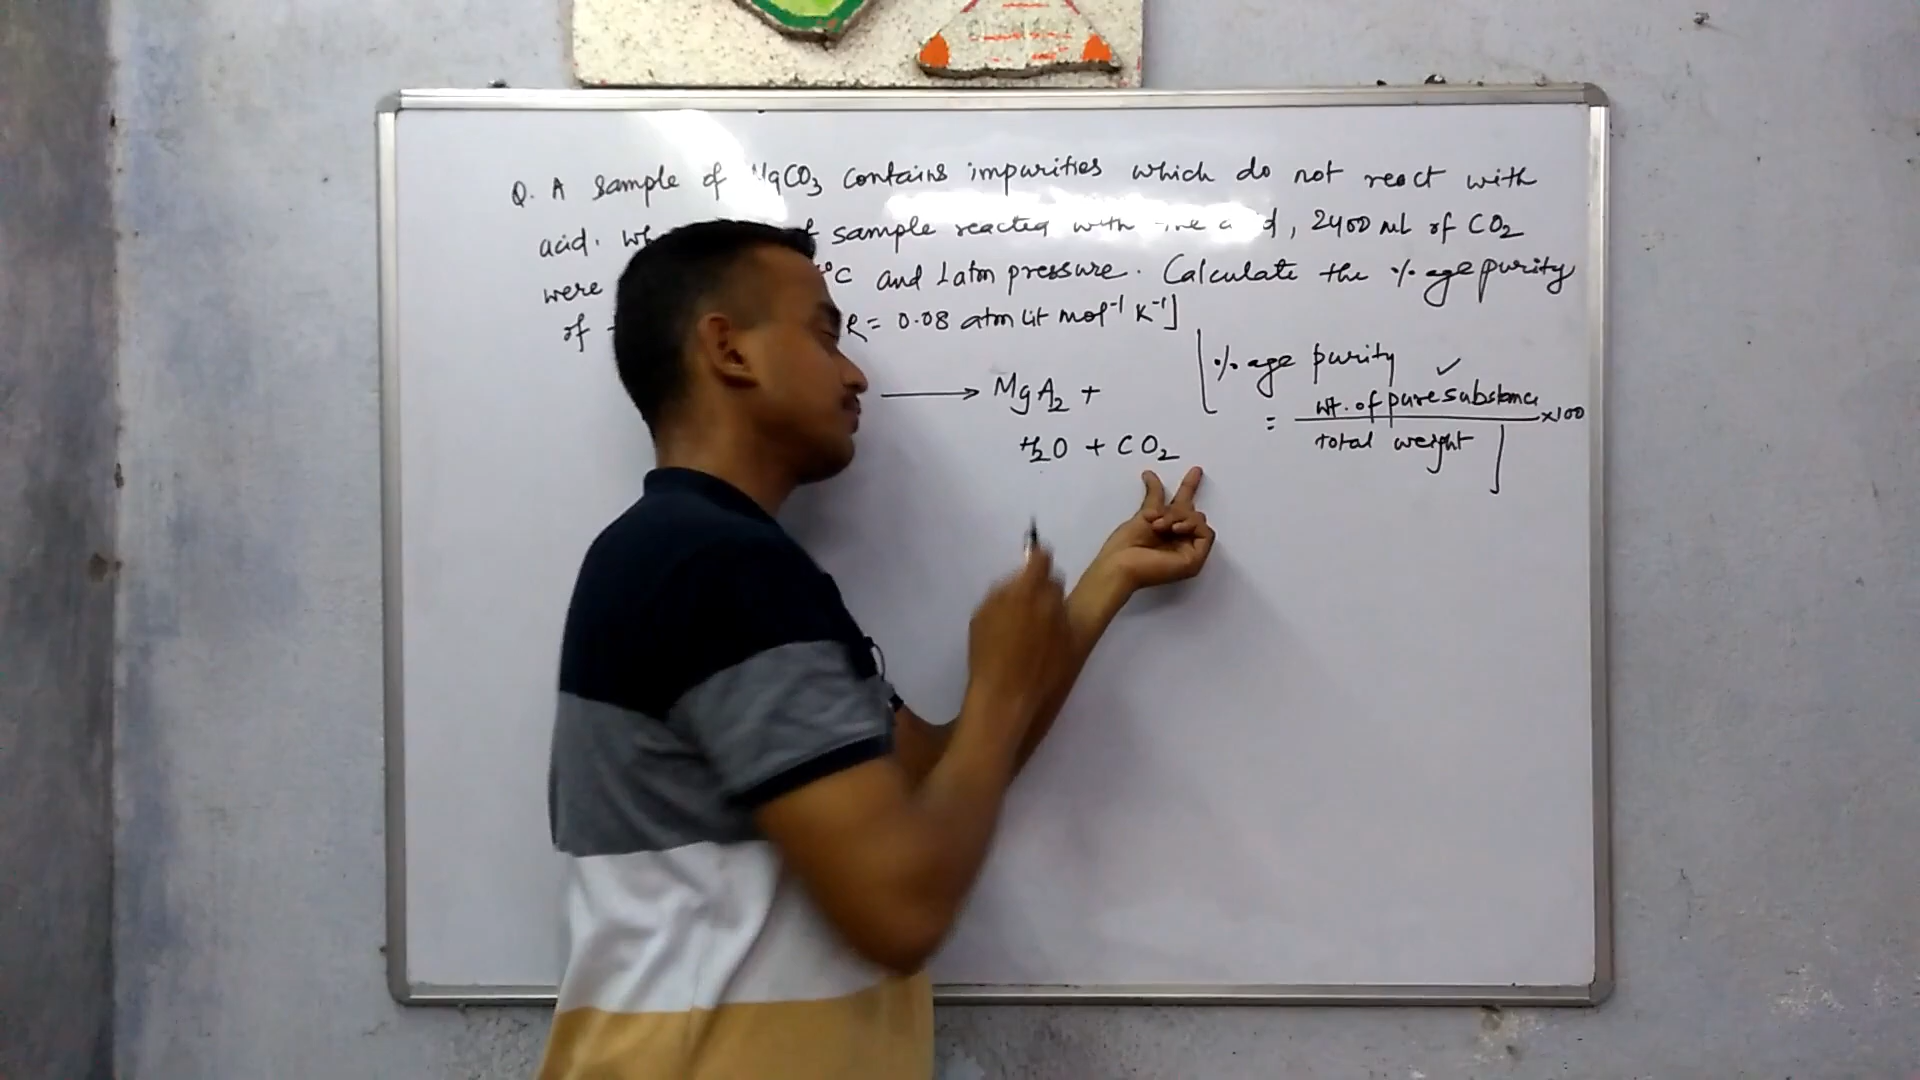 Q. A sample of MgCO3 contains impurities which do not react with
acid. sample reacted with 2400 ml of CO2
were °C and 1 atm pressure. Calculate the % age purity
of R = 0.08 atm Lit mol⁻¹ K⁻¹]
⟶ MgA2 +
H2O + CO2
[% age purity
= wt. of pure substance ✓
total weight ×100]